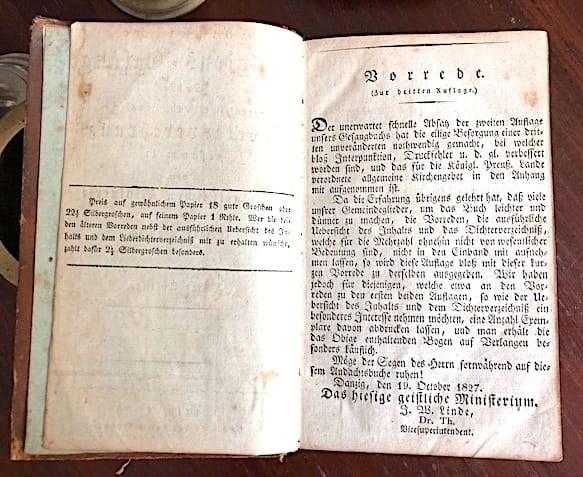 Preis auf gewöhnlichem Papier 18 gute Groschen oder
22½ Silbergroschen, auf feinem Papier 1 Rthlr. Wer die bei-
den ältern Vorreden nebst der ausführlichen Uebersicht des In-
halts und dem Liederdichterverzeichniß mit zu erhalten wünscht,
zahlt dafür 2½ Silbergroschen besonders.
Vorrede.
(Zur dritten Auflage.)
Der unerwartet schnelle Absatz der zweiten Auflage
unsers Gesangbuchs hat die eilige Besorgung einer drit-
ten unveränderten nothwendig gemacht, bei welcher
bloß Interpunktion, Druckfehler u. d. gl. verbessert
worden sind, und das für die Königl. Preuß. Lande
verordnete allgemeine Kirchengebet in den Anhang
mit aufgenommen ist.
Da die Erfahrung übrigens gelehrt hat, daß viele
unsrer Gemeindeglieder, um das Buch leichter und
dünner zu machen, die Vorreden, die ausführliche
Uebersicht des Inhalts und das Dichterverzeichniß,
welche für die Mehrzahl ohnehin nicht von wesentlicher
Bedeutung sind, nicht in den Einband mit aufneh-
men lassen, so wird diese Auflage bloß mit dieser kur-
zen Vorrede zu derselben ausgegeben. Wir haben
jedoch für diejenigen, welche etwa an den Vor-
reden zu den ersten beiden Auflagen, so wie der Ue-
bersicht des Inhalts und dem Dichterverzeichniß ein
besonderes Interesse nehmen möchten, eine Anzahl Exem-
plare davon abdrucken lassen, und man erhält die
das Obige enthaltenden Bogen auf Verlangen be-
sonders käuflich.
Möge der Segen des Herrn fortwährend auf die-
sem Andachtsbuche ruhen!
Danzig, den 19. October 1827.
Das hiesige geistliche Ministerium.
J. W. Linde,
Dr. Th.
Vicesuperintendent.